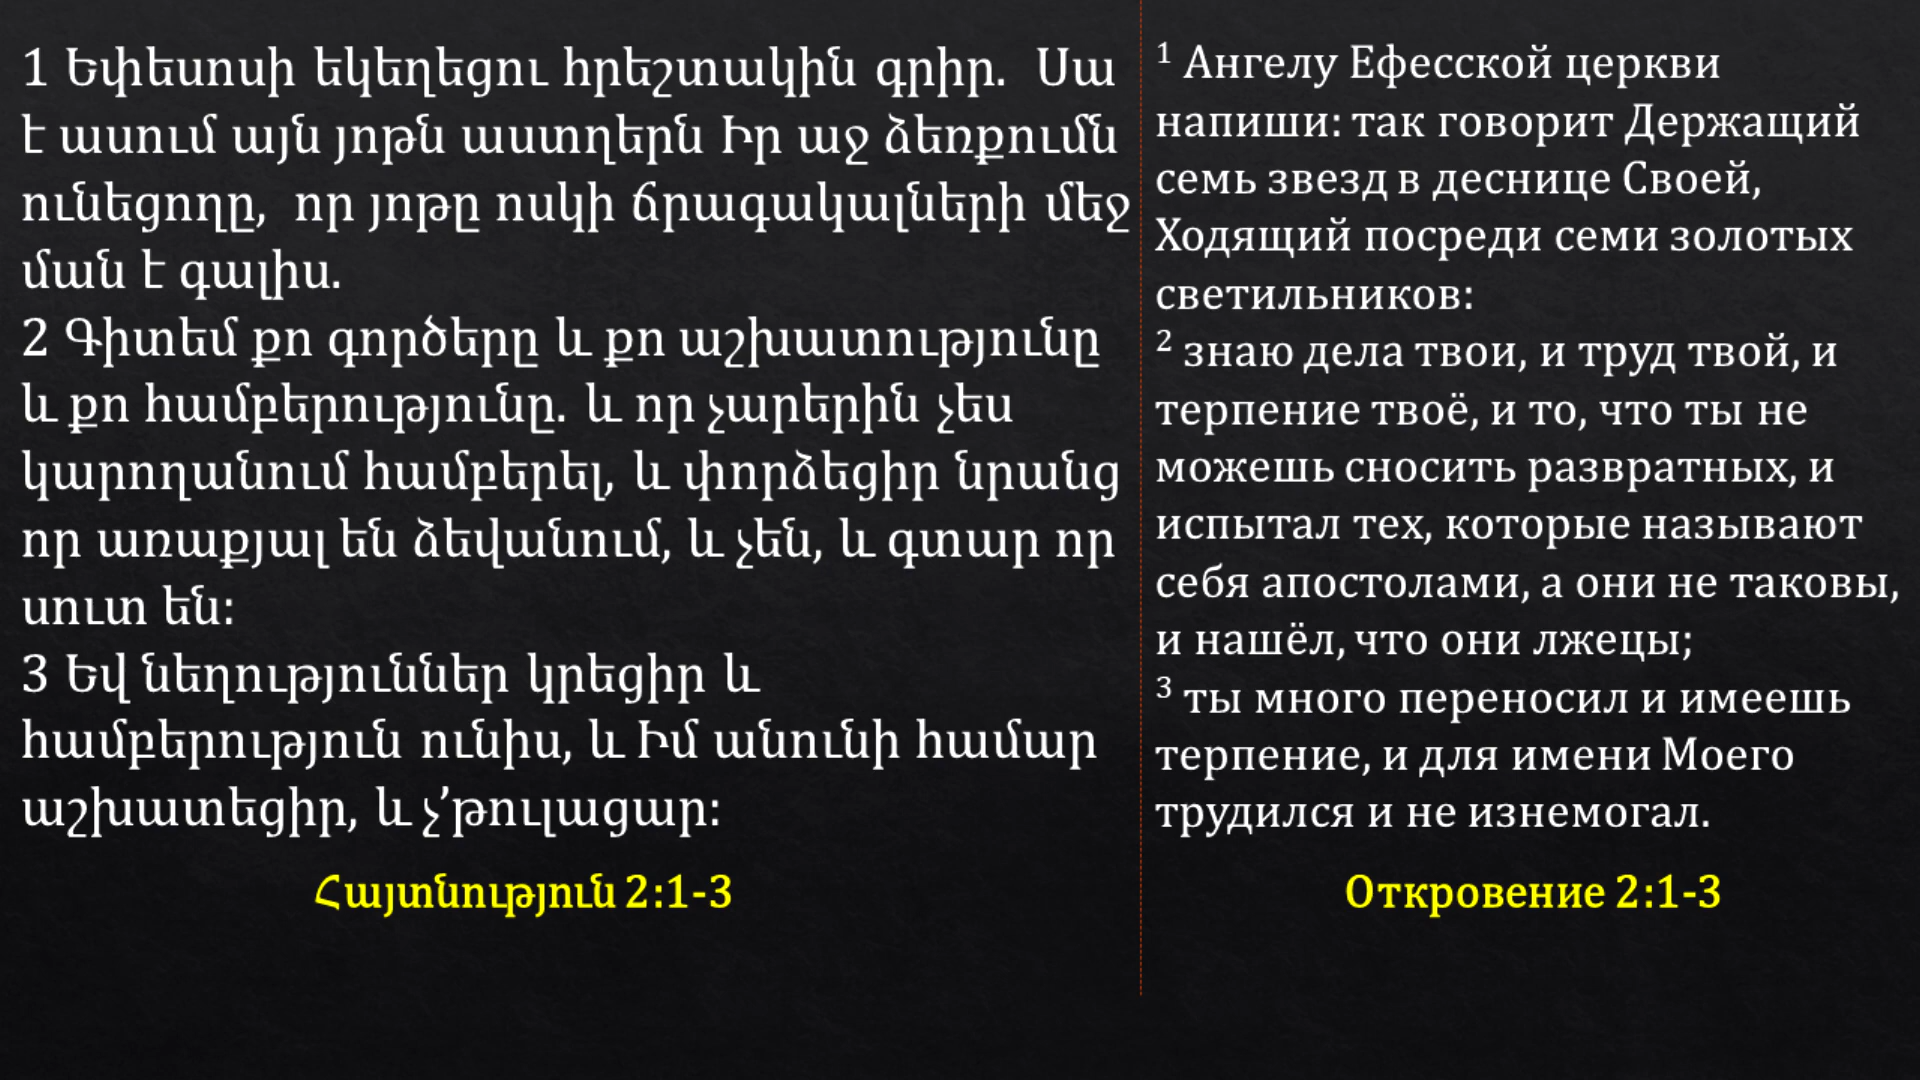 1 Եփեսոսի եկեղեցու հրեշտակին գրիր.  Սա
է ասում այն յոթն աստղերն Իր աջ ձեռքումն
ունեցողը,  որ յոթը ոսկի ճրագակալների մեջ
ման է գալիս.
2 Գիտեմ քո գործերը և քո աշխատությունը
և քո համբերությունը. և որ չարերին չես
կարողանում համբերել, և փորձեցիր նրանց
որ առաքյալ են ձեվանում, և չեն, և գտար որ
սուտ են:
3 Եվ նեղություններ կրեցիր և
համբերություն ունիս, և Իմ անունի համար
աշխատեցիր, և չ’թուլացար:
Հայտնություն 2:1-3
1 Ангелу Ефесской церкви
напиши: так говорит Держащий
семь звезд в деснице Своей,
Ходящий посреди семи золотых
светильников:
2 знаю дела твои, и труд твой, и
терпение твоё, и то, что ты не
можешь сносить развратных, и
испытал тех, которые называют
себя апостолами, а они не таковы,
и нашёл, что они лжецы;
3 ты много переносил и имеешь
терпение, и для имени Моего
трудился и не изнемогал.
Откровение 2:1-3